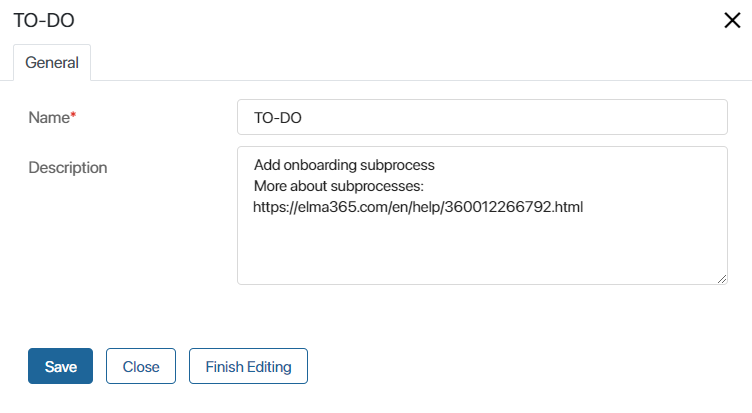 TO-DO
General
Name* TO-DO
Description Add onboarding subprocess
More about subprocesses:
https://elma365.com/en/help/360012266792.html
Save Close Finish Editing